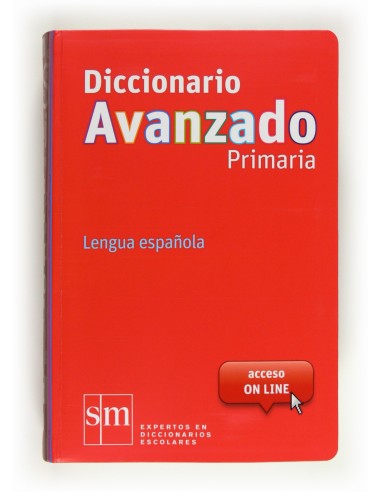 Diccionario
Avanzado
Primaria
Lengua española
acceso
ON LINE
sm
EXPERTOS EN
DICCIONARIOS
ESCOLARES